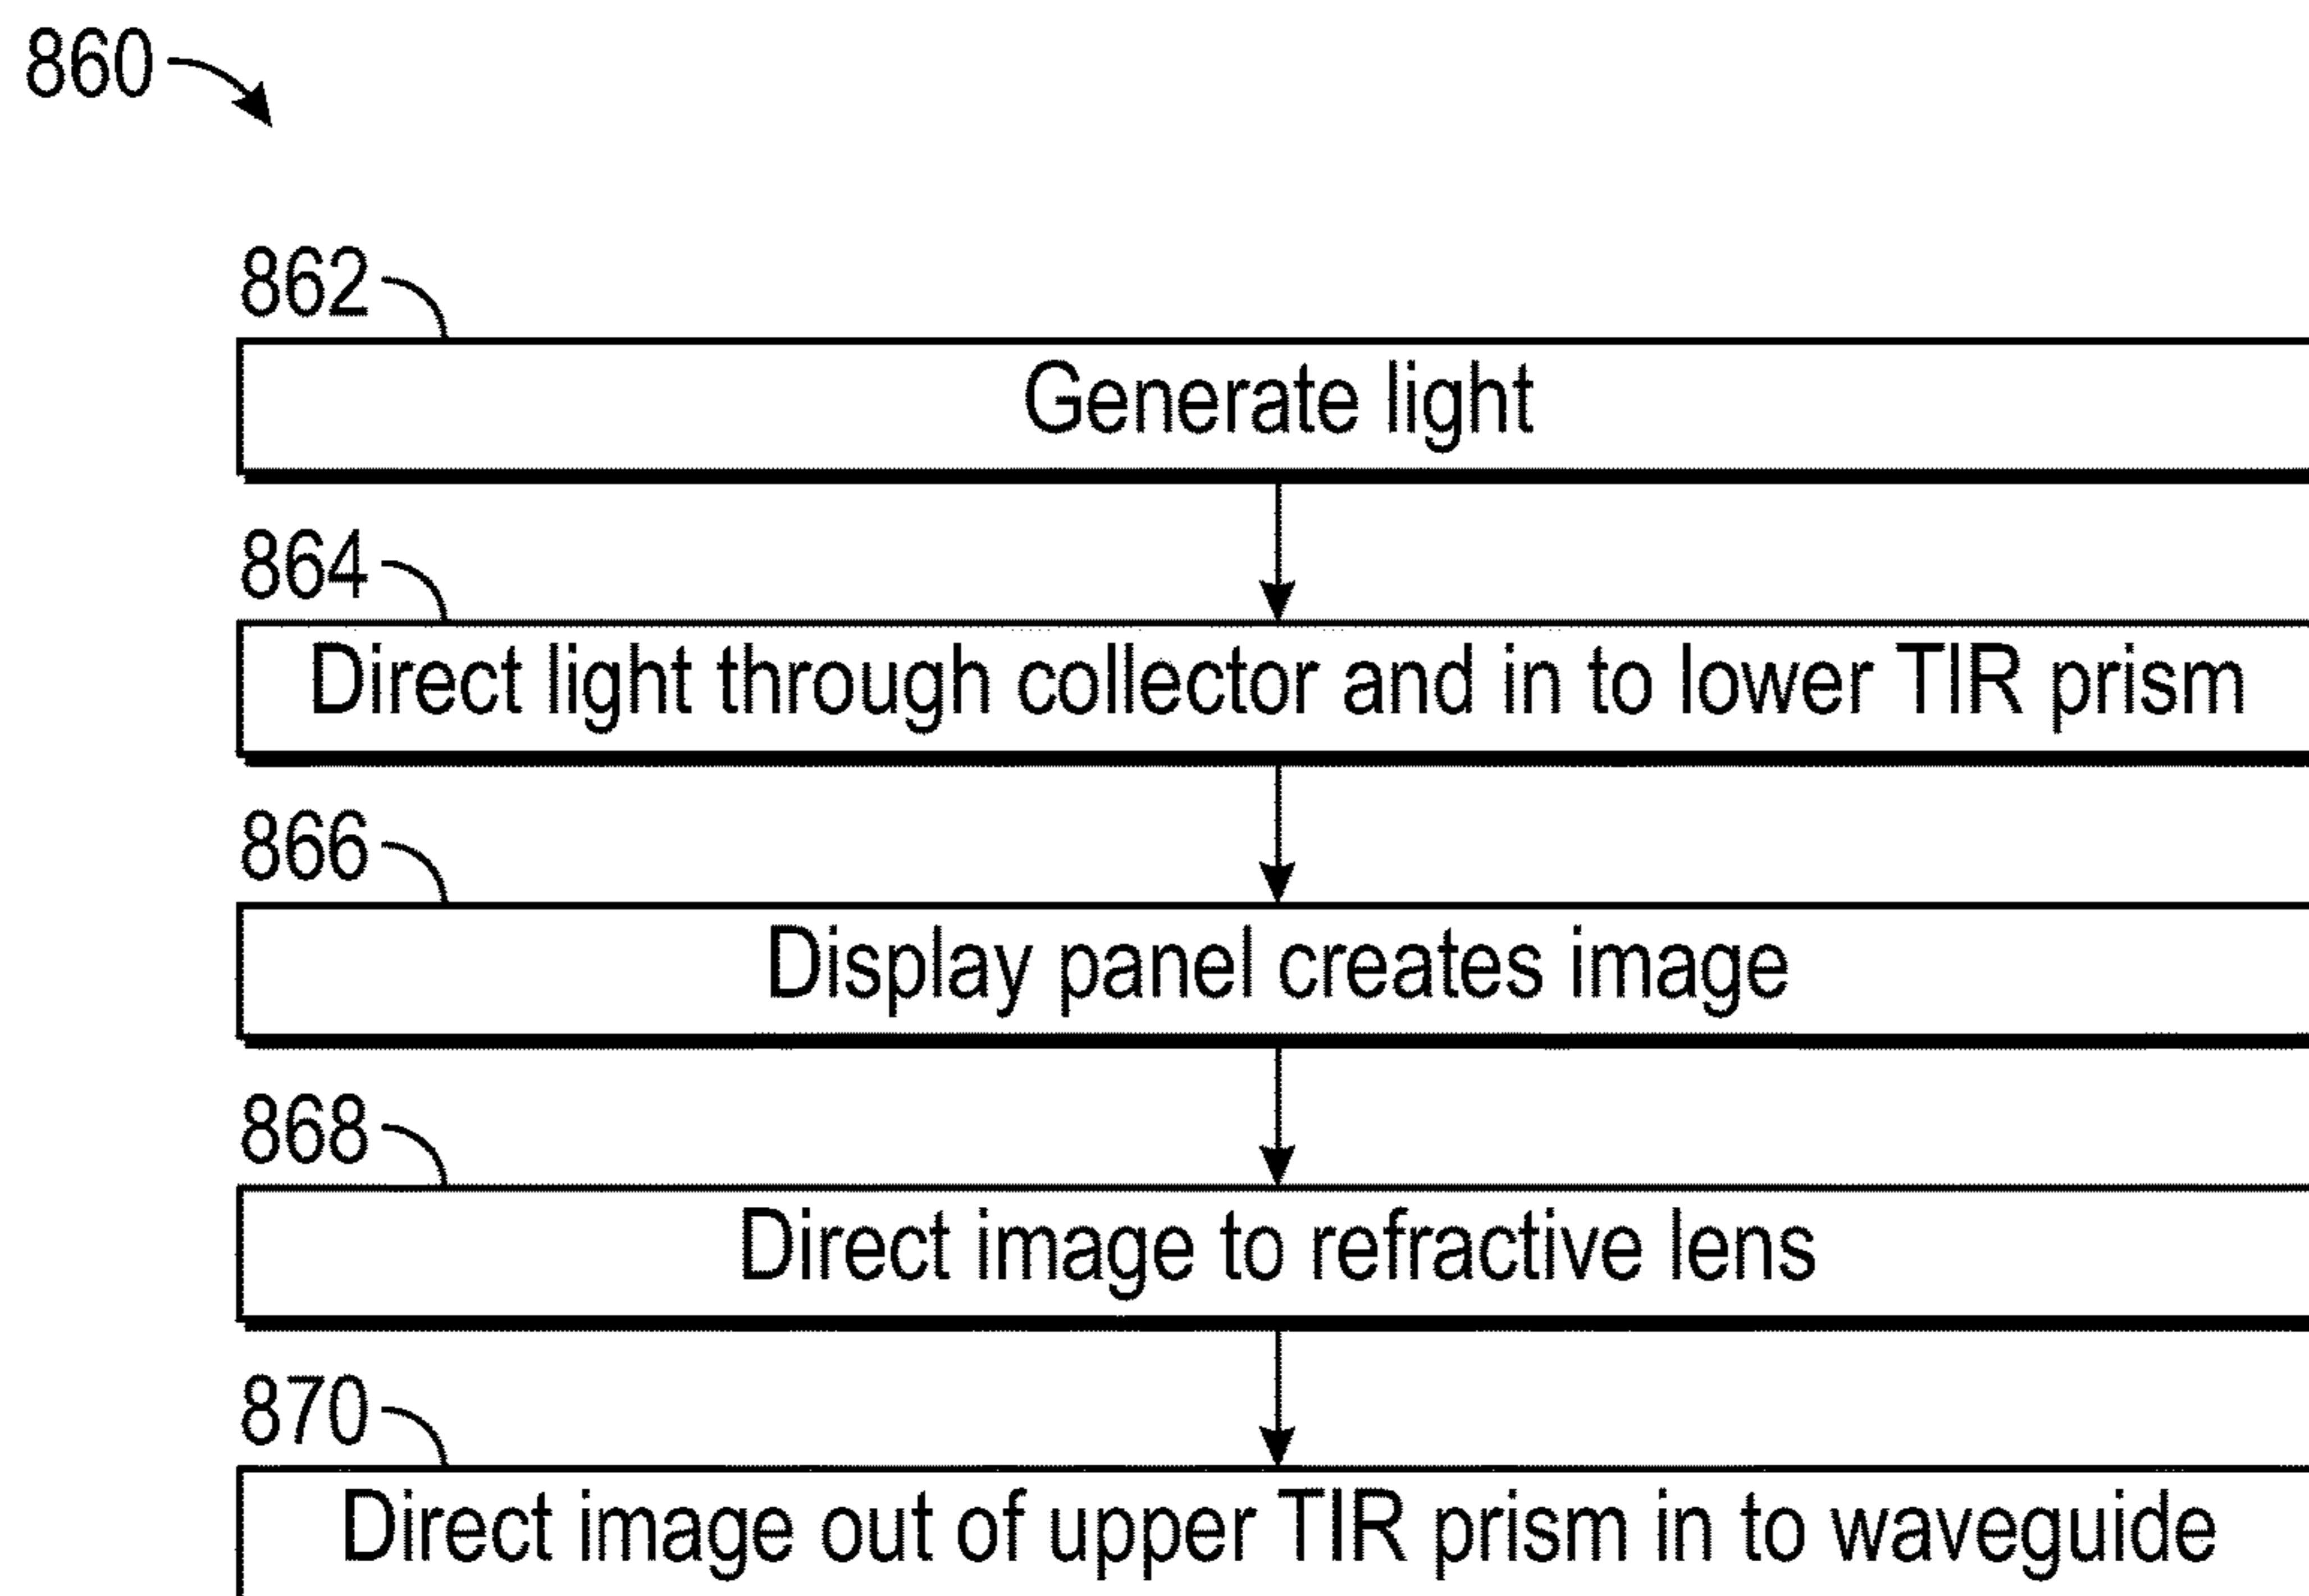 860
862
Generate light
864
Direct light through collector and in to lower TIR prism
866
Display panel creates image
868
Direct image to refractive lens
870
Direct image out of upper TIR prism in to waveguide